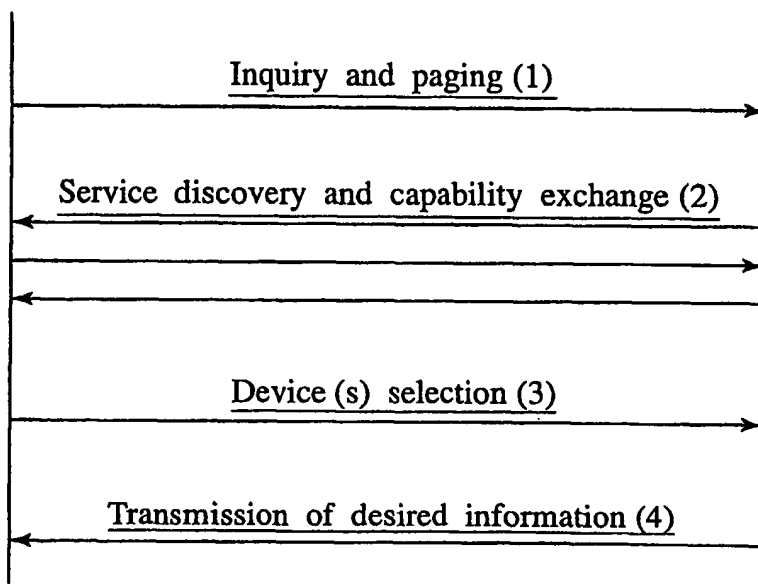 Inquiry and paging (1)
Service discovery and capability exchange (2)
Device (s) selection (3)
Transmission of desired information (4)